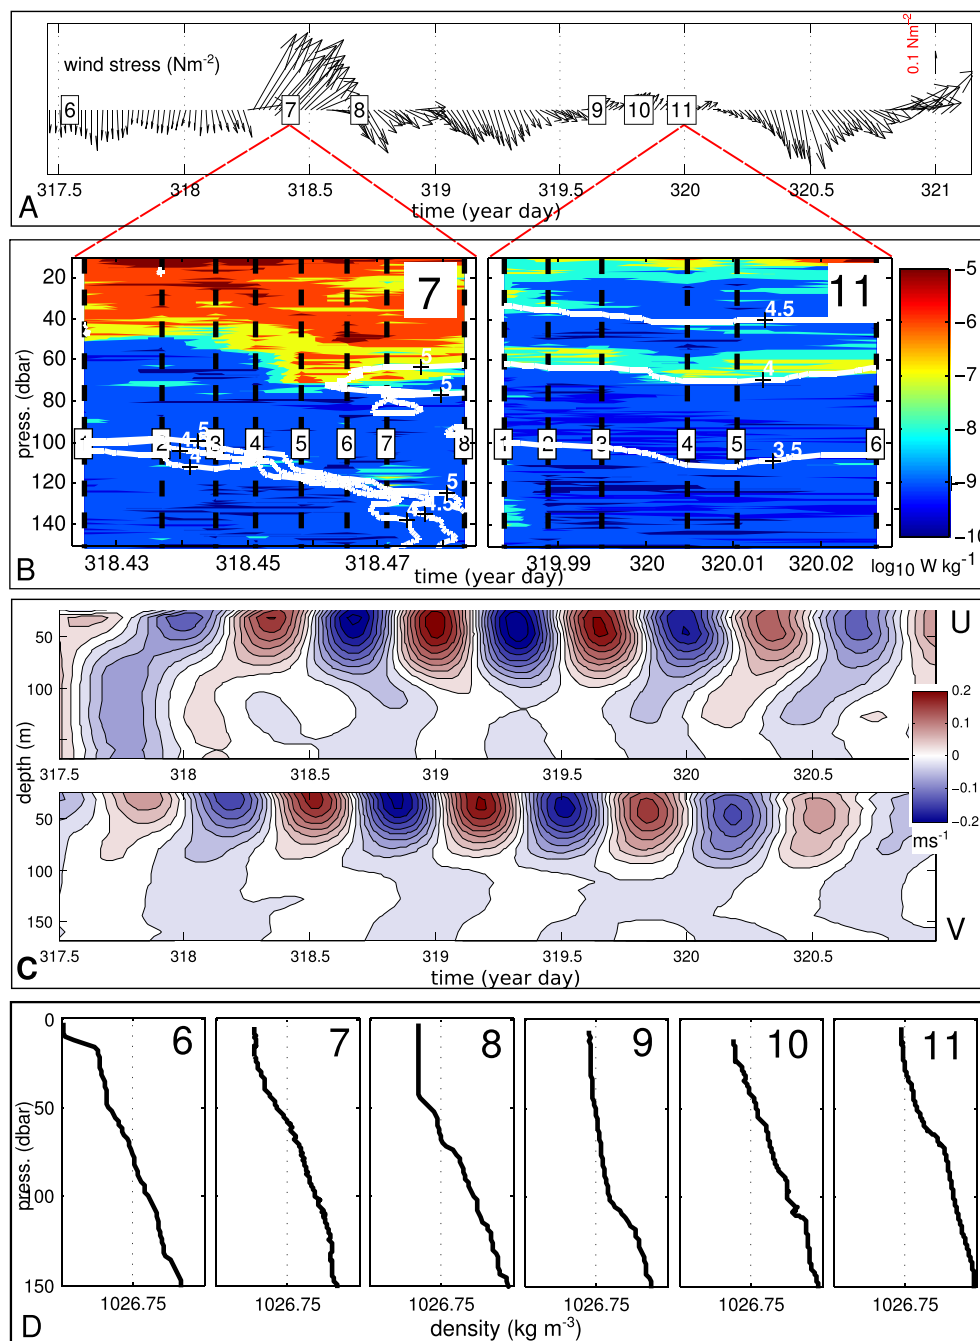 wind stress (Nm-2)
0.1 Nm-2
6 7 8 9 10 11
317.5 318 318.5 319 319.5 320 320.5 321
time (year day)
A
press. (dbar)
20
40
60
80
100
120
140
7
5
5
1 2 3 4 5 6 7 8
5
318.43 318.45 318.47
11
4.5
4
1 2 3 4 5 6
3.5
319.99 320 320.01 320.02
time (year day)
B
−5
−6
−7
−8
−9
−10
log10 W kg-1
depth (m)
50
100
150
U
317.5 318 318.5 319 319.5 320 320.5
0.2
0.1
0
−0.1
−0.2
ms-1
50
100
150
V
317.5 318 318.5 319 319.5 320 320.5
time (year day)
C
press. (dbar)
0
50
100
150
6 7 8 9 10 11
1026.75 1026.75 1026.75 1026.75 1026.75 1026.75
density (kg m-3)
D